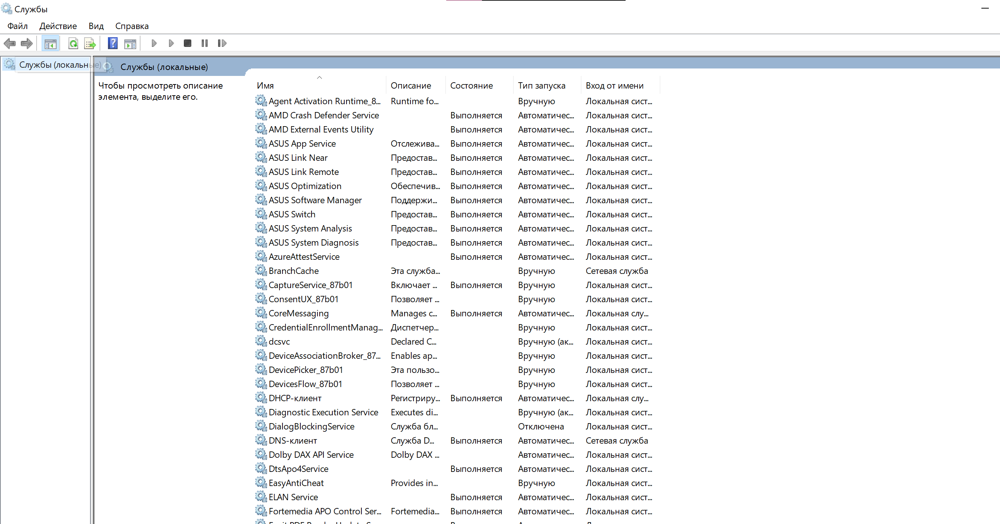 Службы
Файл Действие Вид Справка
Службы (локальные)
Службы (локальные)
Чтобы просмотреть описание
элемента, выделите его.
Имя Описание Состояние Тип запуска Вход от имени
Agent Activation Runtime_8... Runtime fo... Вручную Локальная сист...
AMD Crash Defender Service Выполняется Автоматичес... Локальная сист...
AMD External Events Utility Выполняется Автоматичес... Локальная сист...
ASUS App Service Отслежива... Выполняется Автоматичес... Локальная сист...
ASUS Link Near Предостав... Выполняется Автоматичес... Локальная сист...
ASUS Link Remote Предостав... Выполняется Автоматичес... Локальная сист...
ASUS Optimization Обеспечив... Выполняется Автоматичес... Локальная сист...
ASUS Software Manager Поддержи... Выполняется Автоматичес... Локальная сист...
ASUS Switch Предостав... Выполняется Автоматичес... Локальная сист...
ASUS System Analysis Предостав... Выполняется Автоматичес... Локальная сист...
ASUS System Diagnosis Предостав... Выполняется Автоматичес... Локальная сист...
AzureAttestService Выполняется Автоматичес... Локальная сист...
BranchCache Эта служба... Вручную Сетевая служба
CaptureService_87b01 Включает ... Выполняется Вручную Локальная сист...
ConsentUX_87b01 Позволяет ... Вручную Локальная сист...
CoreMessaging Manages c... Выполняется Автоматичес... Локальная слу...
CredentialEnrollmentManag... Диспетчер... Вручную Локальная сист...
dcsvc Declared C... Вручную (ак... Локальная сист...
DeviceAssociationBroker_87... Enables ap... Вручную Локальная сист...
DevicePicker_87b01 Эта пользо... Вручную Локальная сист...
DevicesFlow_87b01 Позволяет ... Вручную Локальная сист...
DHCP-клиент Регистриру... Выполняется Автоматичес... Локальная слу...
Diagnostic Execution Service Executes di... Вручную (ак... Локальная сист...
DialogBlockingService Служба бл... Отключена Локальная сист...
DNS-клиент Служба D... Выполняется Автоматичес... Сетевая служба
Dolby DAX API Service Dolby DAX ... Автоматичес... Локальная сист...
DtsApo4Service Выполняется Автоматичес... Локальная сист...
EasyAntiCheat Provides in... Вручную Локальная сист...
ELAN Service Выполняется Автоматичес... Локальная сист...
Fortemedia APO Control Ser... Fortemedia... Выполняется Автоматичес... Локальная сист...